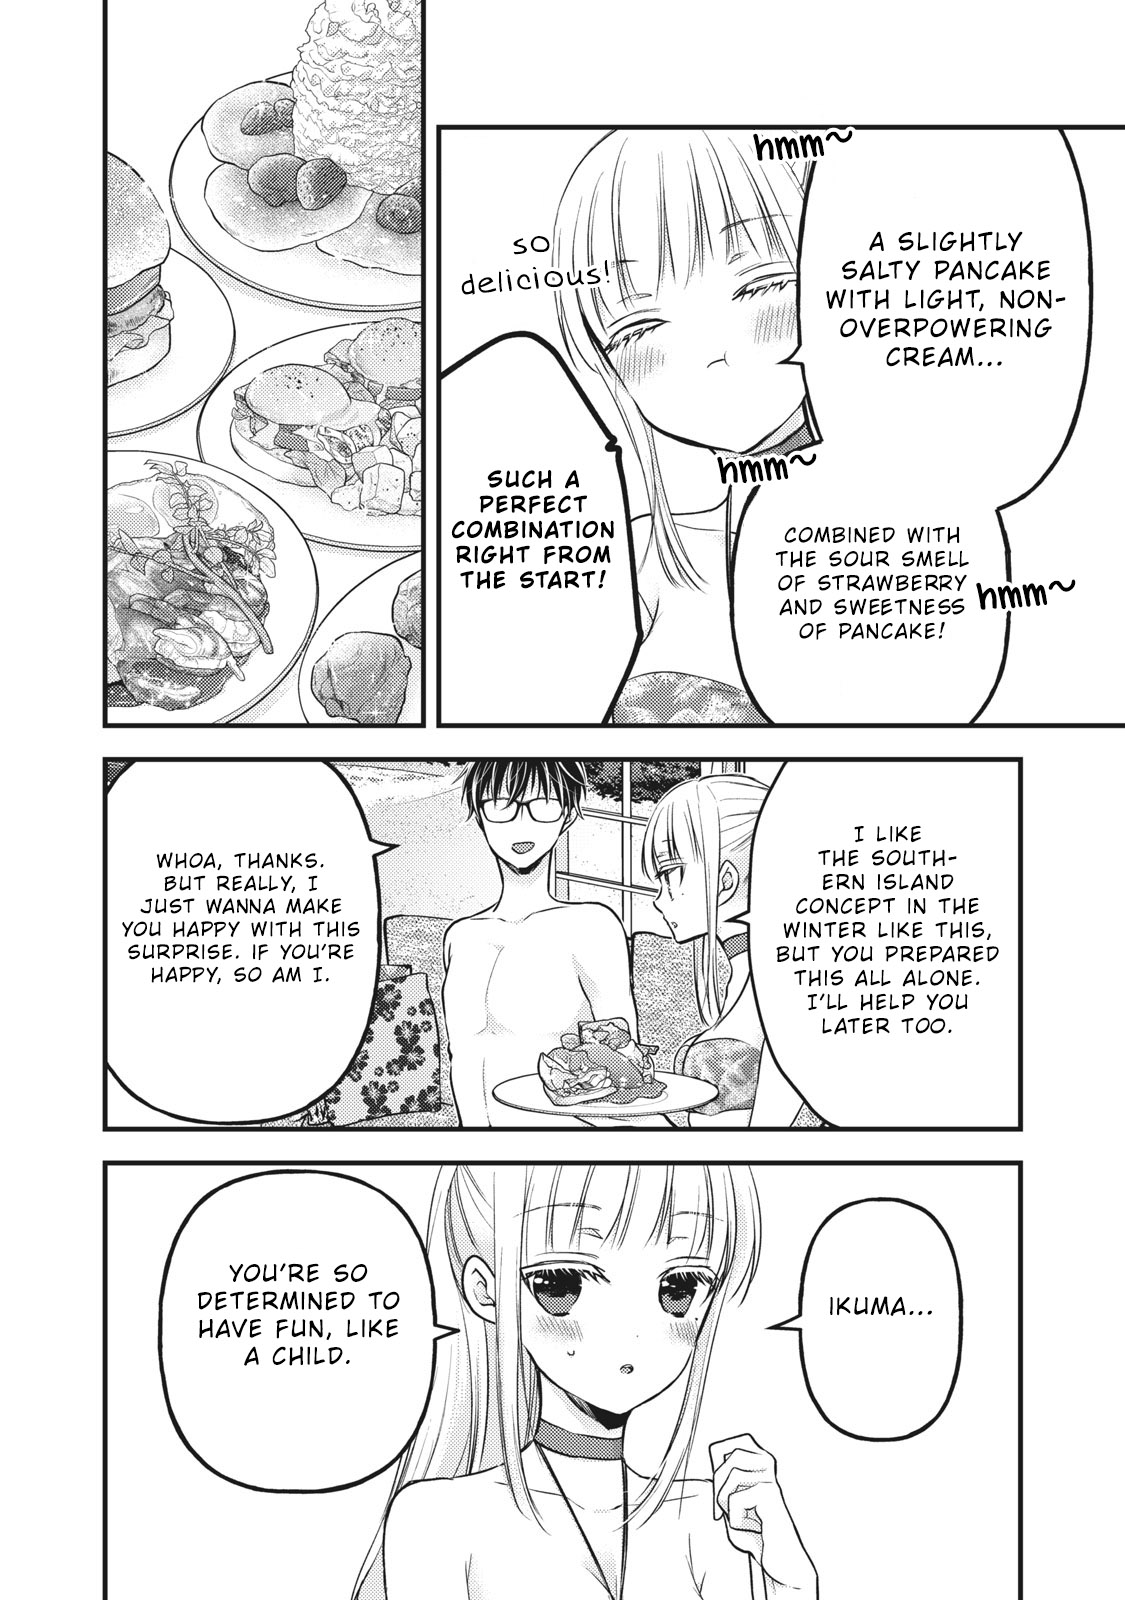 hmm~
A SLIGHTLY
SALTY PANCAKE
WITH LIGHT, NON-
OVERPOWERING
CREAM...
so
delicious!
hmm~
COMBINED WITH
THE SOUR SMELL
OF STRAWBERRY
AND SWEETNESS
OF PANCAKE!
hmm~
SUCH A
PERFECT
COMBINATION
RIGHT FROM
THE START!
I LIKE
THE SOUTH-
ERN ISLAND
CONCEPT IN THE
WINTER LIKE THIS,
BUT YOU PREPARED
THIS ALL ALONE.
I'LL HELP YOU
LATER TOO.
WHOA, THANKS.
BUT REALLY, I
JUST WANNA MAKE
YOU HAPPY WITH THIS
SURPRISE. IF YOU'RE
HAPPY, SO AM I.
IKUMA...
YOU'RE SO
DETERMINED TO
HAVE FUN, LIKE
A CHILD.